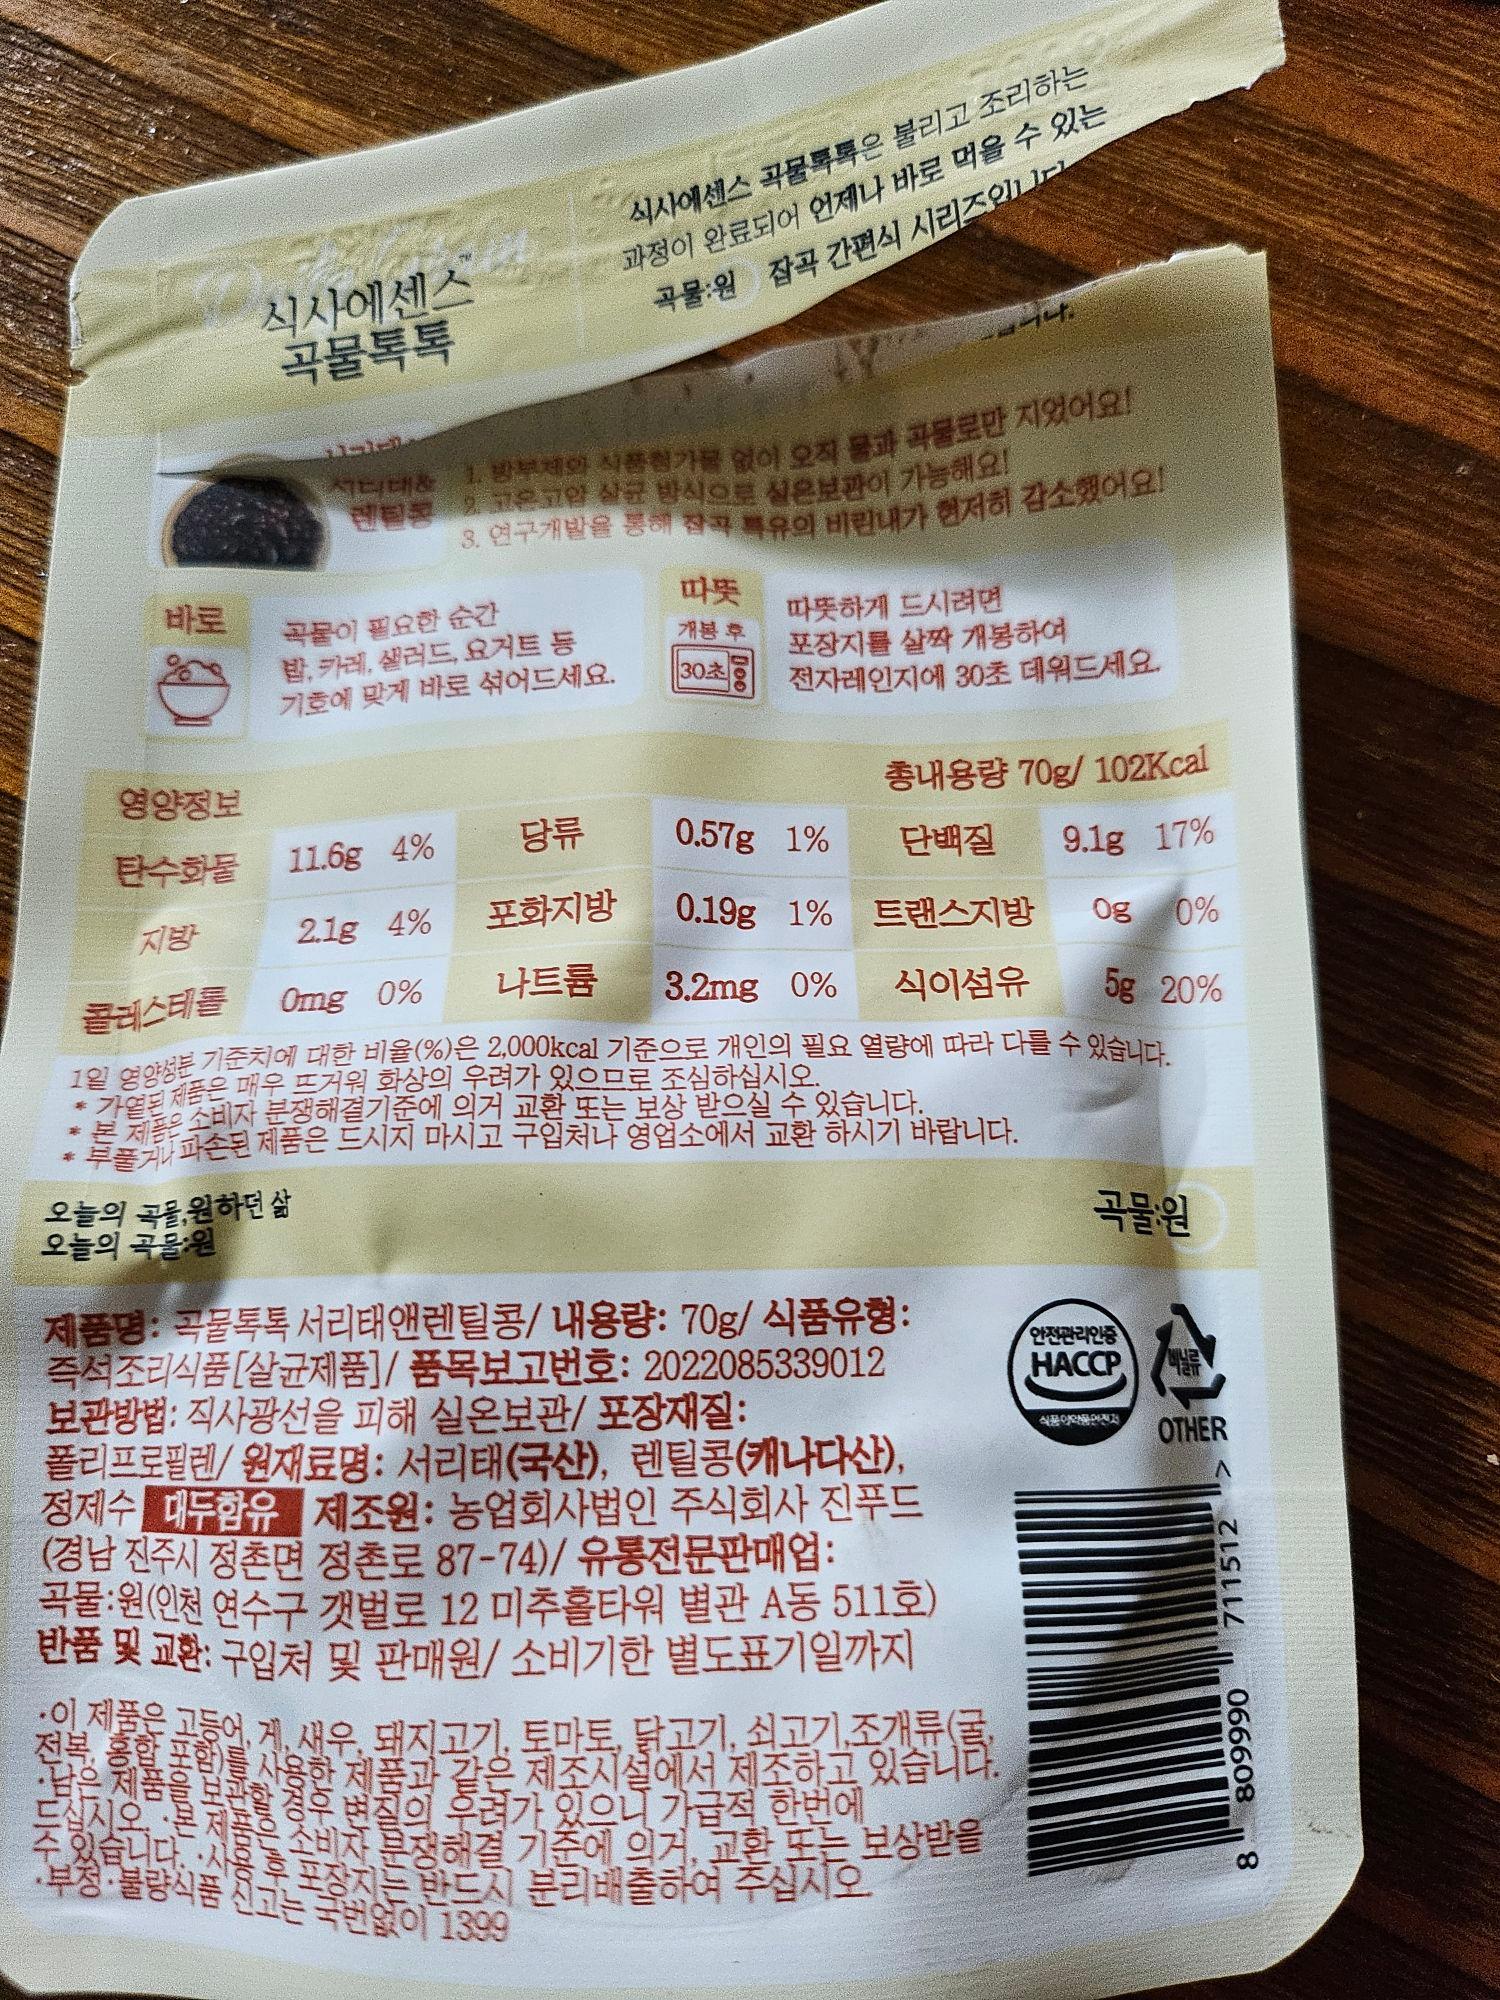 식사에센스™
곡물톡톡
식사에센스 곡물톡톡은 불리고 조리하는
과정이 완료되어 언제나 바로 먹을 수 있는
곡물:원 잡곡 간편식 시리즈입니다
서리태&
렌틸콩
1. 방부제와 식품첨가물 없이 오직 물과 곡물로만 지었어요!
2. 고온고압 살균 방식으로 실온보관이 가능해요!
3. 연구개발을 통해 잡곡 특유의 비린내가 현저히 감소했어요!
바로
곡물이 필요한 순간
밥, 카레, 샐러드, 요거트 등
기호에 맞게 바로 섞어드세요.
따뜻
개봉 후
30초
따뜻하게 드시려면
포장지를 살짝 개봉하여
전자레인지에 30초 데워드세요.
영양정보 총내용량 70g/ 102Kcal
탄수화물 11.6g 4% 당류 0.57g 1% 단백질 9.1g 17%
지방 2.1g 4% 포화지방 0.19g 1% 트랜스지방 0g 0%
콜레스테롤 0mg 0% 나트륨 3.2mg 0% 식이섬유 5g 20%
1일 영양성분 기준치에 대한 비율(%)은 2,000kcal 기준으로 개인의 필요 열량에 따라 다를 수 있습니다.
* 가열된 제품은 매우 뜨거워 화상의 우려가 있으므로 조심하십시오.
* 본 제품은 소비자 분쟁해결기준에 의거 교환 또는 보상 받으실 수 있습니다.
* 부풀거나 파손된 제품은 드시지 마시고 구입처나 영업소에서 교환 하시기 바랍니다.
오늘의 곡물,원하던 삶
오늘의 곡물:원
곡물:원
제품명: 곡물톡톡 서리태앤렌틸콩/ 내용량: 70g/ 식품유형:
즉석조리식품[살균제품]/ 품목보고번호: 2022085339012
보관방법: 직사광선을 피해 실온보관/ 포장재질:
폴리프로필렌/ 원재료명: 서리태(국산), 렌틸콩(캐나다산),
정제수 대두함유 제조원: 농업회사법인 주식회사 진푸드
(경남 진주시 정촌면 정촌로 87-74)/ 유통전문판매업:
곡물:원(인천 연수구 갯벌로 12 미추홀타워 별관 A동 511호)
반품 및 교환: 구입처 및 판매원/ 소비기한 별도표기일까지
·이 제품은 고등어, 게, 새우, 돼지고기, 토마토, 닭고기, 쇠고기,조개류(굴,
전복, 홍합 포함)를 사용한 제품과 같은 제조시설에서 제조하고 있습니다.
·남은 제품을 보관할 경우 변질의 우려가 있으니 가급적 한번에
드십시오. ·본 제품은 소비자 분쟁해결 기준에 의거, 교환 또는 보상받을
수 있습니다. ·사용 후 포장지는 반드시 분리배출하여 주십시오.
·부정·불량식품 신고는 국번없이 1399
안전관리인증
HACCP
식품의약품안전처
비닐류
OTHER
8 809990 711512 >